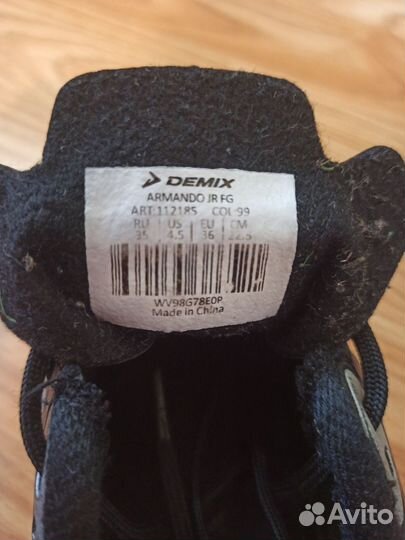 DEMIX
ARMANDO JR FG
ART:112185 COL:99
RU US EU CM
35 4.5 36 22.5
WV98G78E0P
Made in China
Avito